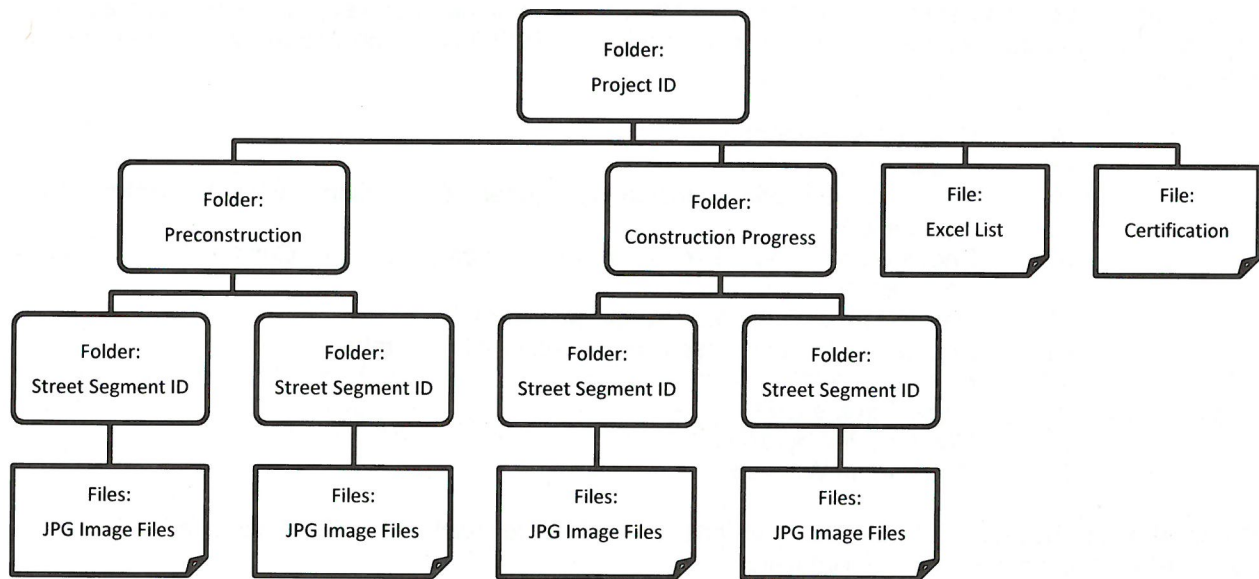 Folder:
Project ID
Folder:
Preconstruction
Folder:
Construction Progress
File:
Excel List
File:
Certification
Folder:
Street Segment ID
Folder:
Street Segment ID
Folder:
Street Segment ID
Folder:
Street Segment ID
Files:
JPG Image Files
Files:
JPG Image Files
Files:
JPG Image Files
Files:
JPG Image Files